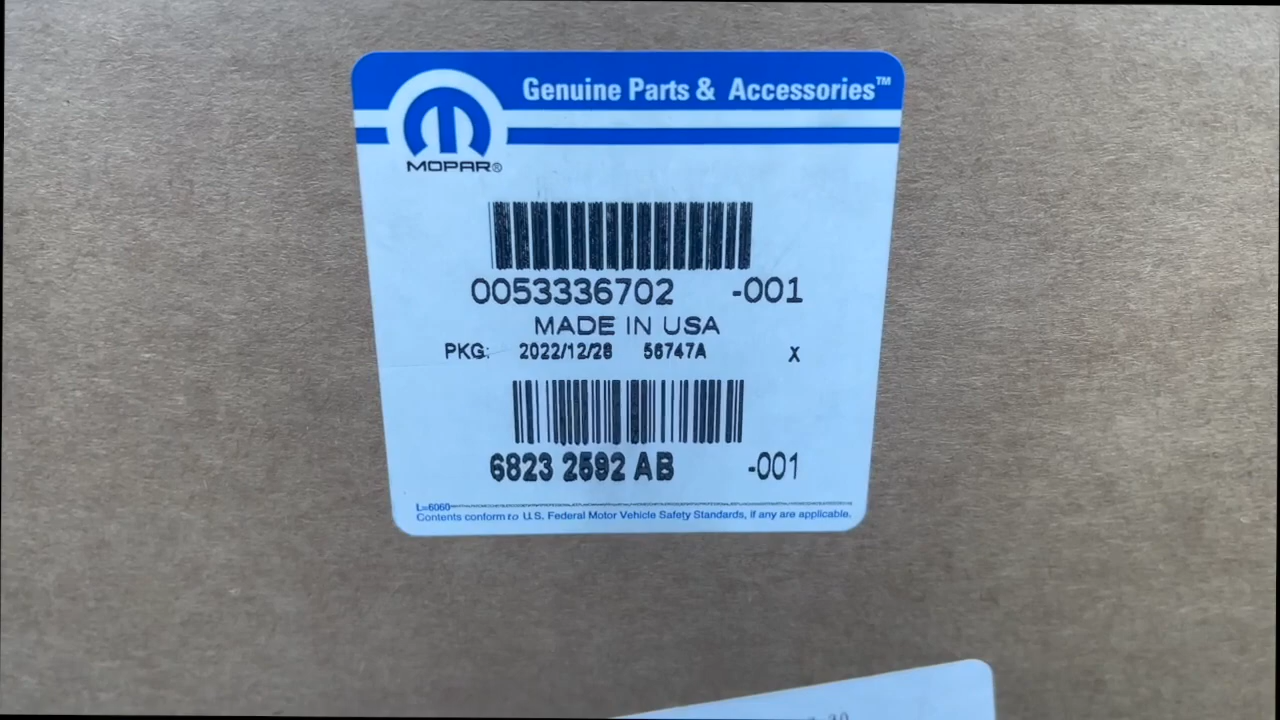 Genuine Parts & Accessories™
MOPAR®
0053336702 -001
MADE IN USA
PKG: 2022/12/28 56747A X
6823 2592 AB -001
L=6060
Contents conform to U.S. Federal Motor Vehicle Safety Standards, if any are applicable.